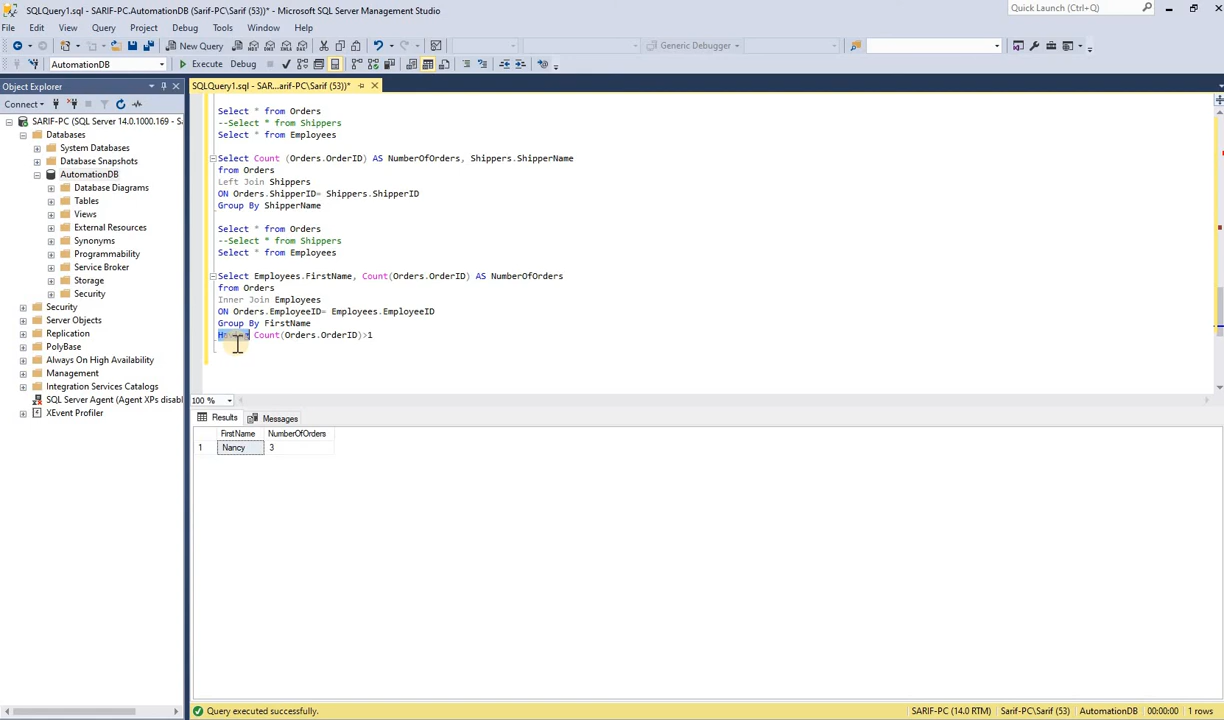 SQLQuery1.sql - SARIF-PC.AutomationDB (Sarif-PC\Sarif (53))* - Microsoft SQL Server Management Studio
Quick Launch (Ctrl+Q)
File Edit View Query Project Debug Tools Window Help
New Query
Generic Debugger
AutomationDB
Execute Debug
Object Explorer
SQLQuery1.sql - SAR...arif-PC\Sarif (53))*
Connect
SARIF-PC (SQL Server 14.0.1000.169 - Sa
Databases
System Databases
Database Snapshots
AutomationDB
Database Diagrams
Tables
Views
External Resources
Synonyms
Programmability
Service Broker
Storage
Security
Security
Server Objects
Replication
PolyBase
Always On High Availability
Management
Integration Services Catalogs
SQL Server Agent (Agent XPs disabl
XEvent Profiler
Select * from Orders
--Select * from Shippers
Select * from Employees
Select Count (Orders.OrderID) AS NumberOfOrders, Shippers.ShipperName
from Orders
Left Join Shippers
ON Orders.ShipperID= Shippers.ShipperID
Group By ShipperName
Select * from Orders
--Select * from Shippers
Select * from Employees
Select Employees.FirstName, Count(Orders.OrderID) AS NumberOfOrders
from Orders
Inner Join Employees
ON Orders.EmployeeID= Employees.EmployeeID
Group By FirstName
Count(Orders.OrderID)>1
100 %
Results Messages
FirstName NumberOfOrders
1 Nancy 3
Query executed successfully.
SARIF-PC (14.0 RTM) Sarif-PC\Sarif (53) AutomationDB 00:00:00 1 rows